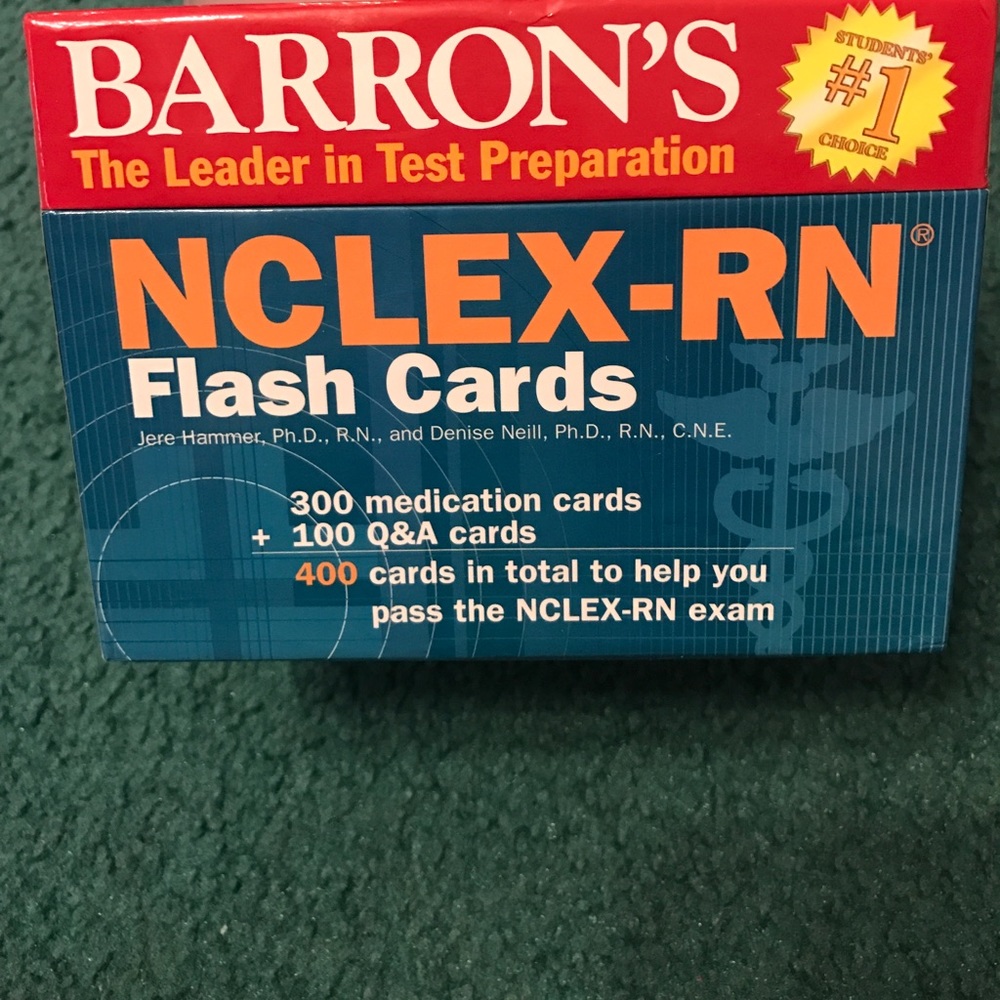 BARRON'S
The Leader in Test Preparation
STUDENTS'
#1
CHOICE
NCLEX-RN®
Flash Cards
Jere Hammer, Ph.D., R.N., and Denise Neill, Ph.D., R.N., C.N.E.
300 medication cards
+ 100 Q&A cards
400 cards in total to help you
pass the NCLEX-RN exam